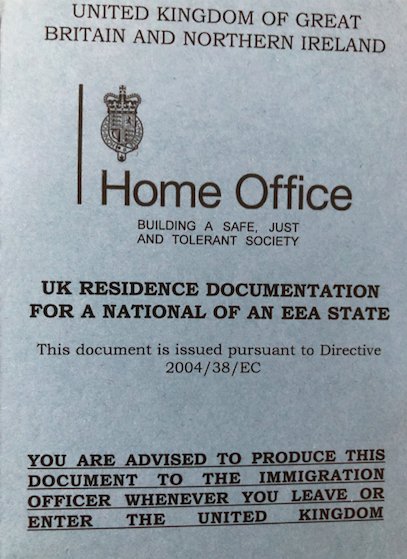 UNITED KINGDOM OF GREAT
BRITAIN AND NORTHERN IRELAND
Home Office
BUILDING A SAFE, JUST
AND TOLERANT SOCIETY
UK RESIDENCE DOCUMENTATION
FOR A NATIONAL OF AN EEA STATE
This document is issued pursuant to Directive
2004/38/EC
YOU ARE ADVISED TO PRODUCE THIS
DOCUMENT TO THE IMMIGRATION
OFFICER WHENEVER YOU LEAVE OR
ENTER THE UNITED KINGDOM